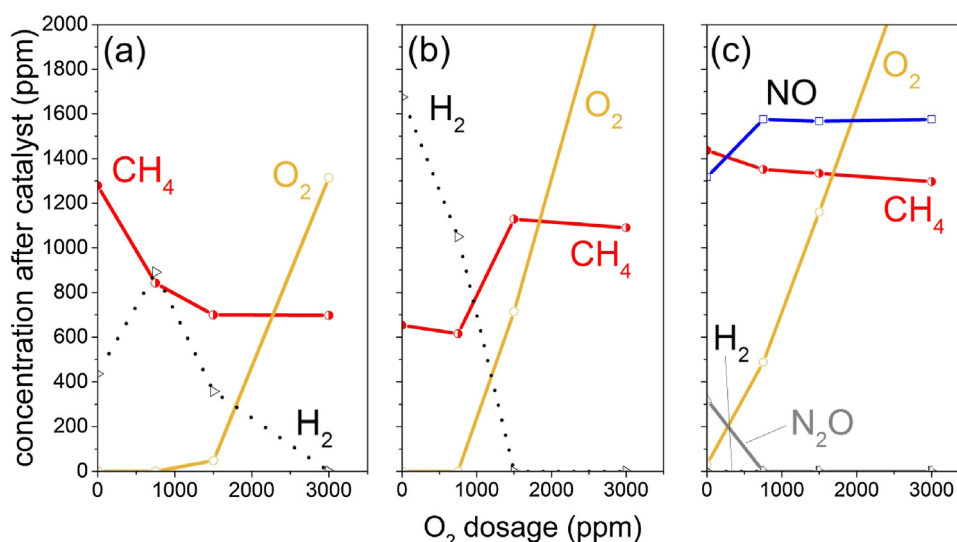 concentration after catalyst (ppm)
2000
1800
1600
1400
1200
1000
800
600
400
200
0
(a)
CH₄
O₂
H₂
0 1000 2000 3000
(b)
H₂
O₂
CH₄
0 1000 2000 3000
(c)
O₂
NO
CH₄
H₂
N₂O
0 1000 2000 3000
O₂ dosage (ppm)